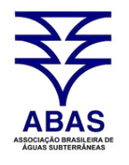 ABAS
ASSOCIAÇÃO BRASILEIRA DE
ÁGUAS SUBTERRÂNEAS